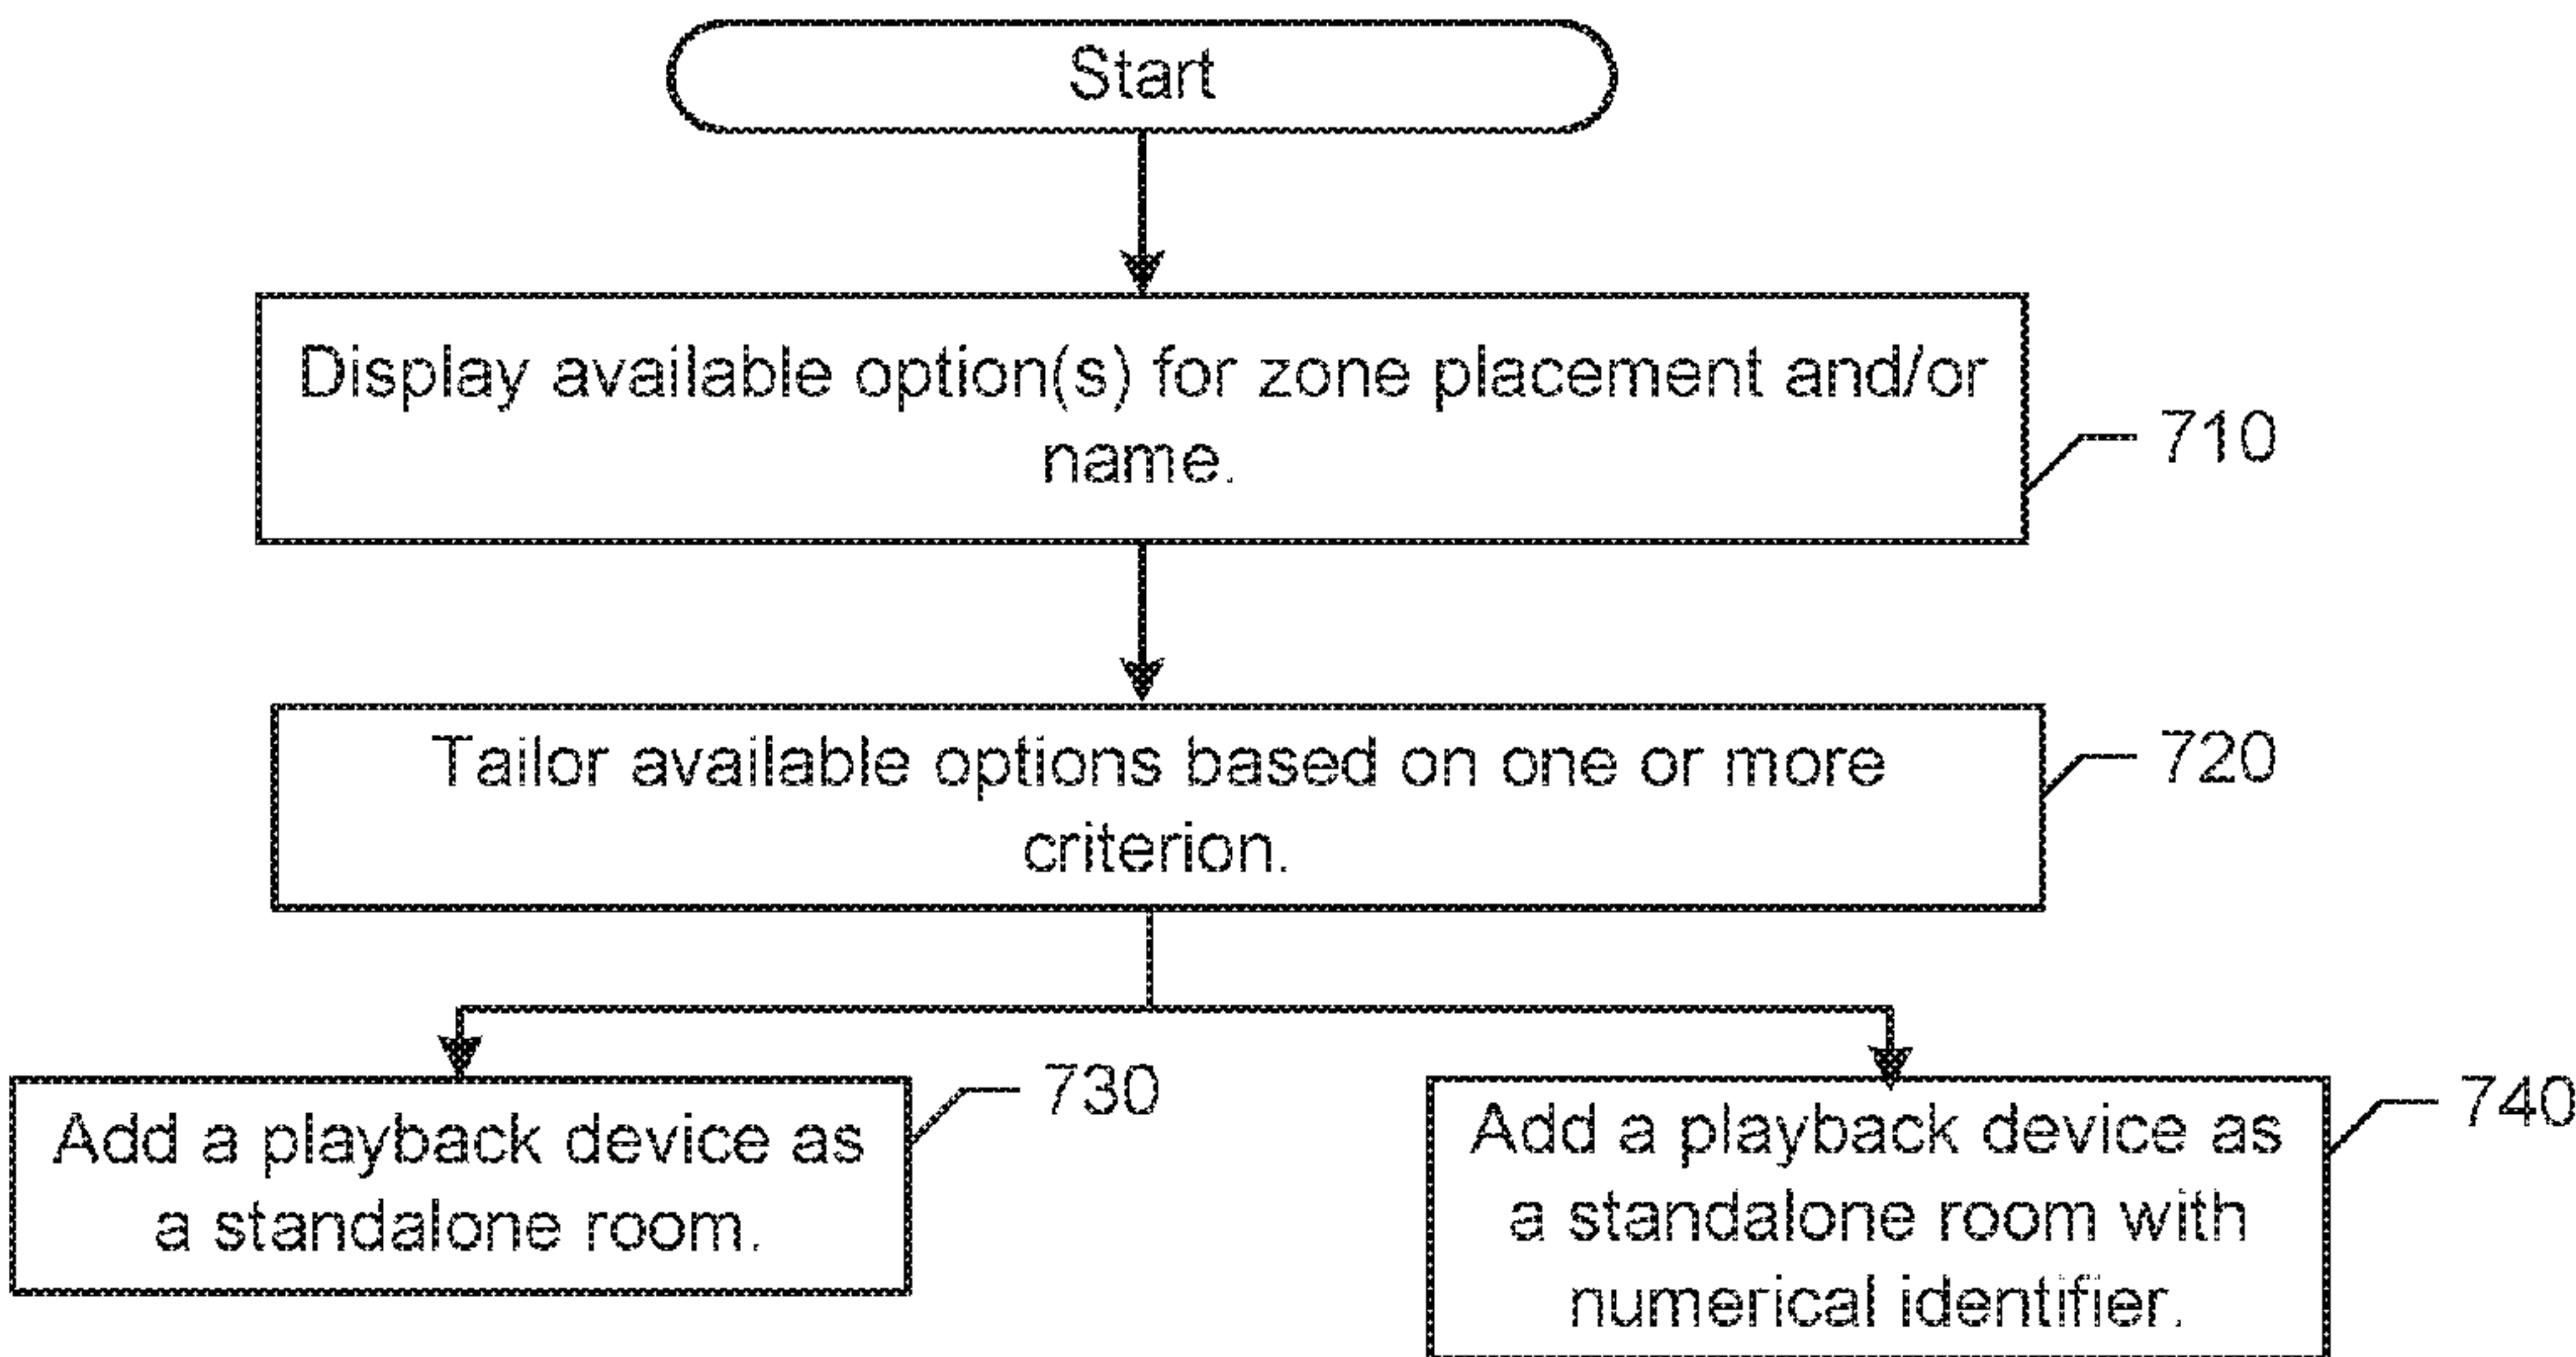 Start
Display available option(s) for zone placement and/or
name.
710
Tailor available options based on one or more
criterion.
720
Add a playback device as
a standalone room.
730
Add a playback device as
a standalone room with
numerical identifier.
740